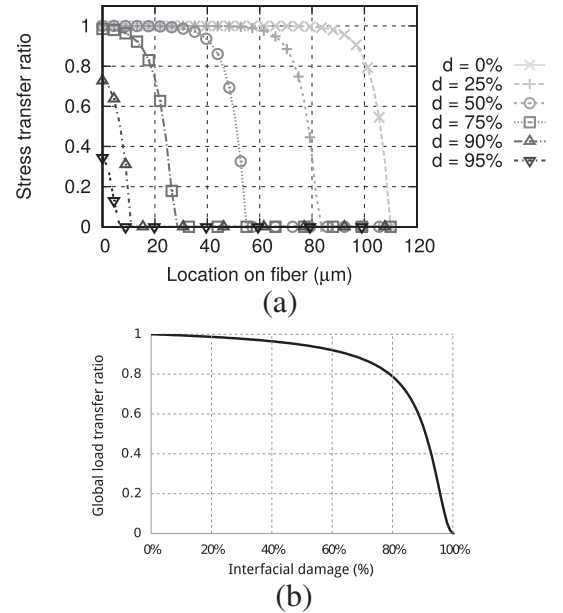 1
0.8
0.6
0.4
0.2
0
Stress transfer ratio
0 20 40 60 80 100 120
Location on fiber (μm)
d = 0%
d = 25%
d = 50%
d = 75%
d = 90%
d = 95%
(a)
1
0.8
0.6
0.4
0.2
0
Global load transfer ratio
0% 20% 40% 60% 80% 100%
Interfacial damage (%)
(b)